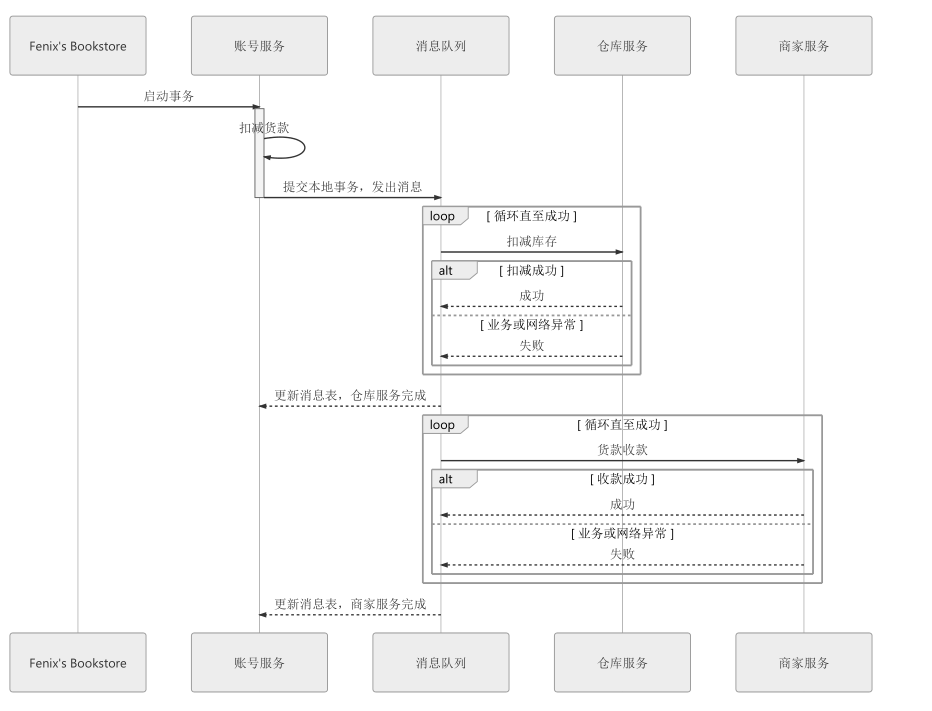 Fenix's Bookstore
账号服务
消息队列
仓库服务
商家服务
启动事务
扣减货款
提交本地事务，发出消息
loop
[ 循环直至成功 ]
扣减库存
alt
[ 扣减成功 ]
成功
[ 业务或网络异常 ]
失败
更新消息表，仓库服务完成
loop
[ 循环直至成功 ]
货款收款
alt
[ 收款成功 ]
成功
[ 业务或网络异常 ]
失败
更新消息表，商家服务完成
Fenix's Bookstore
账号服务
消息队列
仓库服务
商家服务